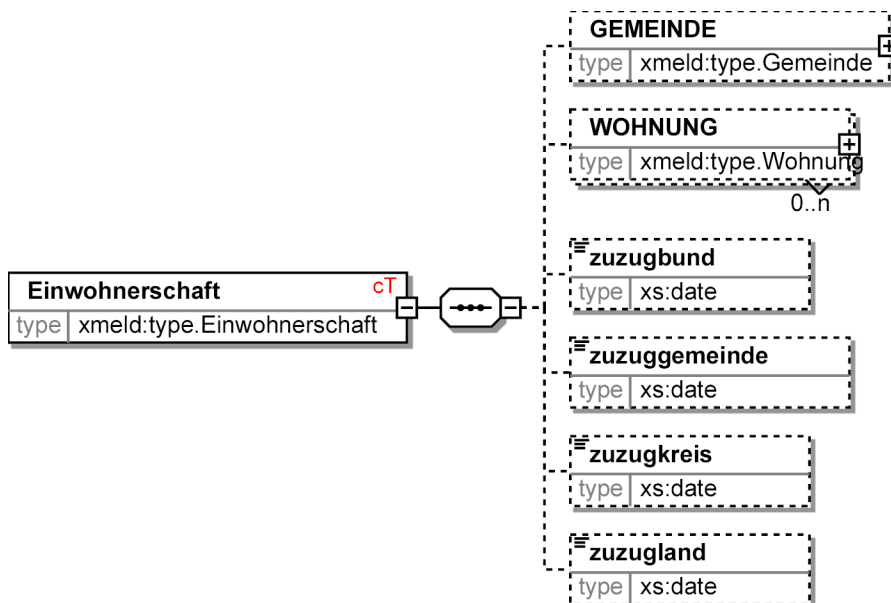 GEMEINDE
type xmeld:type.Gemeinde
WOHNUNG
type xmeld:type.Wohnung
0..n
zuzugbund
type xs:date
Einwohnerschaft cT
type xmeld:type.Einwohnerschaft
zuzuggemeinde
type xs:date
zuzugkreis
type xs:date
zuzugland
type xs:date